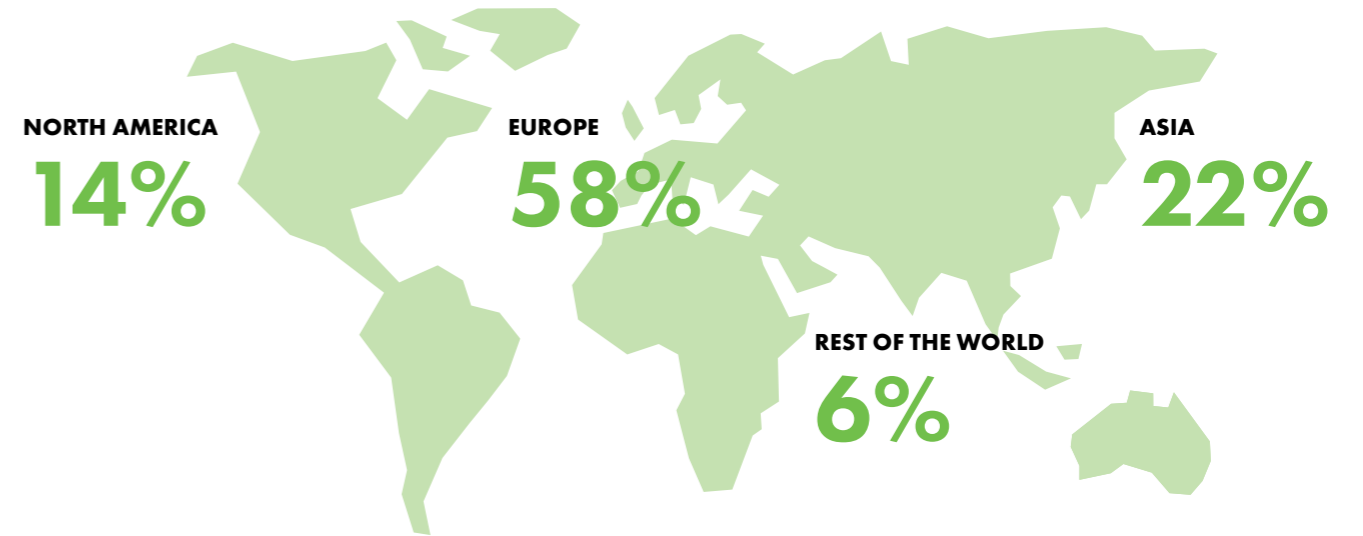 NORTH AMERICA
14%
EUROPE
58%
ASIA
22%
REST OF THE WORLD
6%